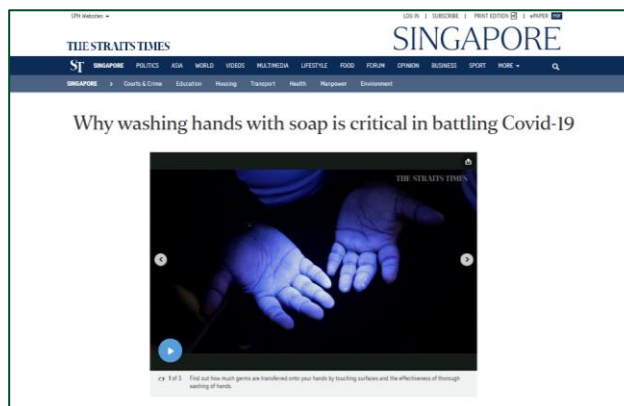 SPH Websites
LOG IN | SUBSCRIBE | PRINT EDITION | ePAPER PDF
THE STRAITS TIMES
SINGAPORE
ST SINGAPORE POLITICS ASIA WORLD VIDEOS MULTIMEDIA LIFESTYLE FOOD FORUM OPINION BUSINESS SPORT MORE
SINGAPORE > Courts & Crime Education Housing Transport Health Manpower Environment
Why washing hands with soap is critical in battling Covid-19
THE STRAITS TIMES
of 3 Find out how much germs are transferred onto your hands by touching surfaces and the effectiveness of thorough
washing of hands.